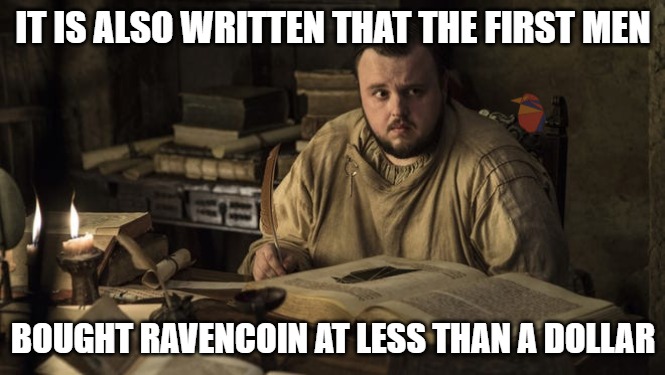 IT IS ALSO WRITTEN THAT THE FIRST MEN
BOUGHT RAVENCOIN AT LESS THAN A DOLLAR